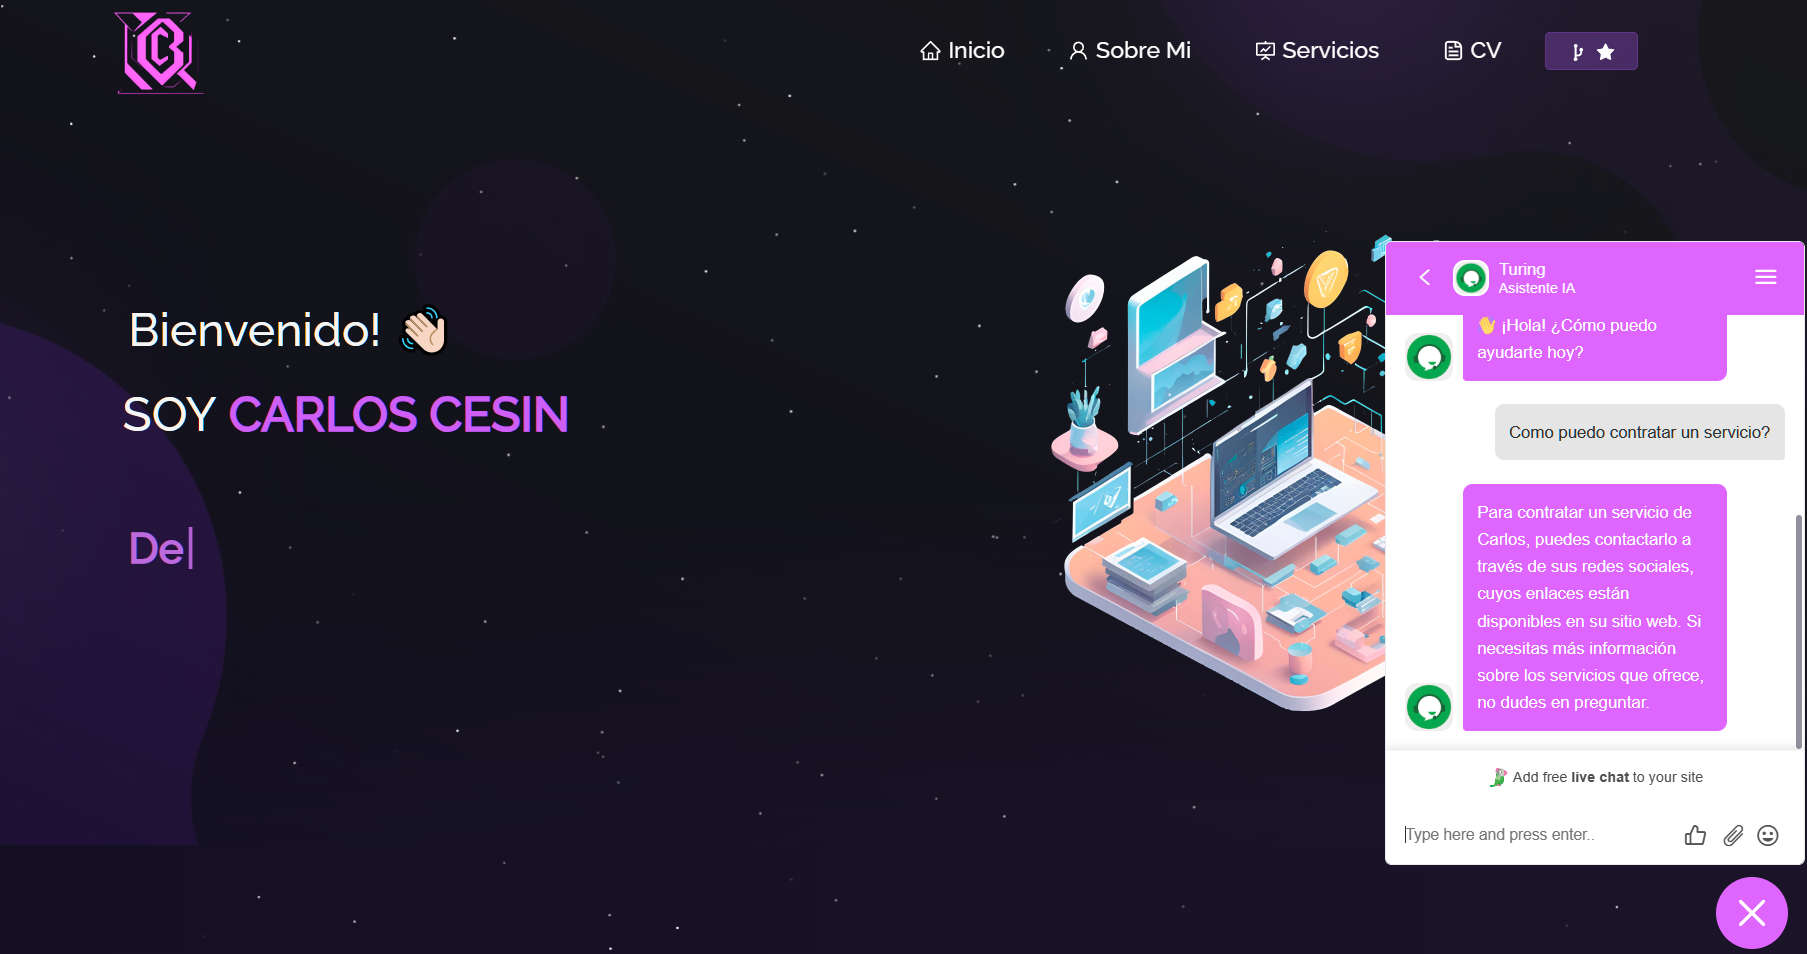 Inicio
Sobre Mi
Servicios
CV
Bienvenido! 👋🏻
SOY CARLOS CESIN
De|
Turing
Asistente IA
👋 ¡Hola! ¿Cómo puedo
ayudarte hoy?
Como puedo contratar un servicio?
Para contratar un servicio de
Carlos, puedes contactarlo a
través de sus redes sociales,
cuyos enlaces están
disponibles en su sitio web. Si
necesitas más información
sobre los servicios que ofrece,
no dudes en preguntar.
Add free live chat to your site
Type here and press enter..